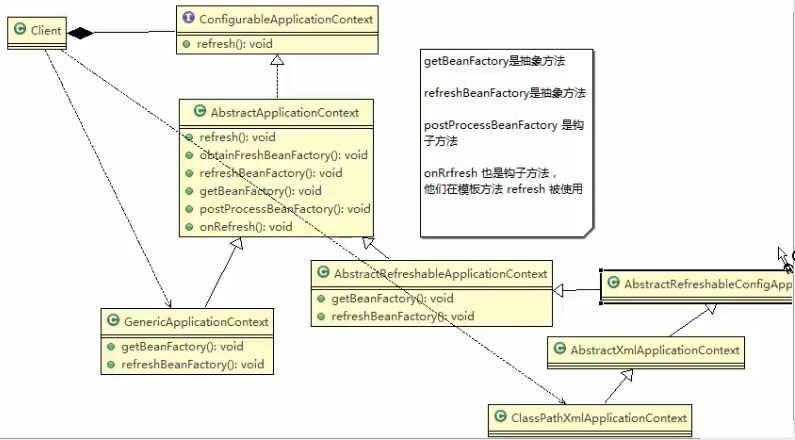 Client
ConfigurableApplicationContext
refresh(): void
AbstractApplicationContext
refresh(): void
obtainFreshBeanFactory(): void
refreshBeanFactory(): void
getBeanFactory(): void
postProcessBeanFactory(): void
onRefresh(): void
getBeanFactory是抽象方法
refreshBeanFactory是抽象方法
postProcessBeanFactory 是钩
子方法
onRrfresh 也是钩子方法，
他们在模板方法 refresh 被使用
AbstractRefreshableApplicationContext
getBeanFactory(): void
refreshBeanFactory(): void
AbstractRefreshableConfigApp
GenericApplicationContext
getBeanFactory(): void
refreshBeanFactory(): void
AbstractXmlApplicationContext
ClassPathXmlApplicationContext